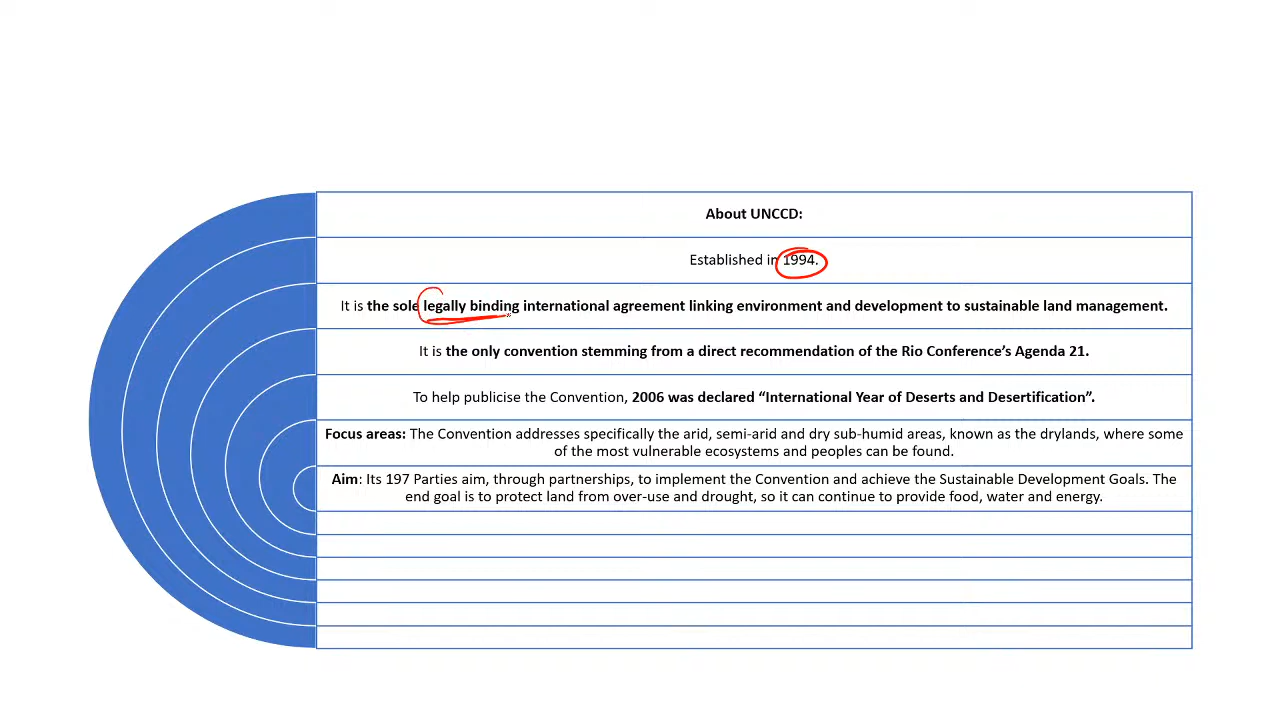 About UNCCD:
Established in 1994.
It is the sole legally binding international agreement linking environment and development to sustainable land management.
It is the only convention stemming from a direct recommendation of the Rio Conference’s Agenda 21.
To help publicise the Convention, 2006 was declared “International Year of Deserts and Desertification”.
Focus areas: The Convention addresses specifically the arid, semi-arid and dry sub-humid areas, known as the drylands, where some
of the most vulnerable ecosystems and peoples can be found.
Aim: Its 197 Parties aim, through partnerships, to implement the Convention and achieve the Sustainable Development Goals. The
end goal is to protect land from over-use and drought, so it can continue to provide food, water and energy.